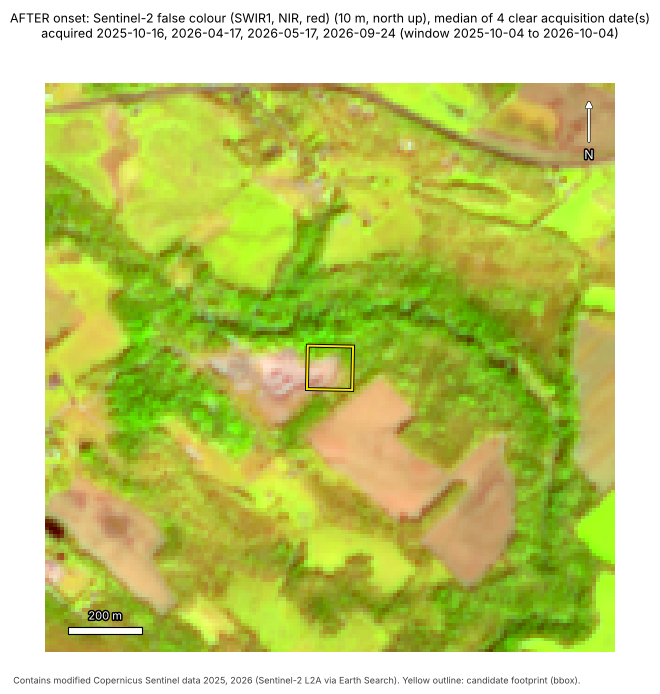 AFTER onset: Sentinel-2 false colour (SWIR1, NIR, red) (10 m, north up), median of 4 clear acquisition date(s)
acquired 2025-10-16, 2026-04-17, 2026-05-17, 2026-09-24 (window 2025-10-04 to 2026-10-04)
N
200 m
Contains modified Copernicus Sentinel data 2025, 2026 (Sentinel-2 L2A via Earth Search). Yellow outline: candidate footprint (bbox).